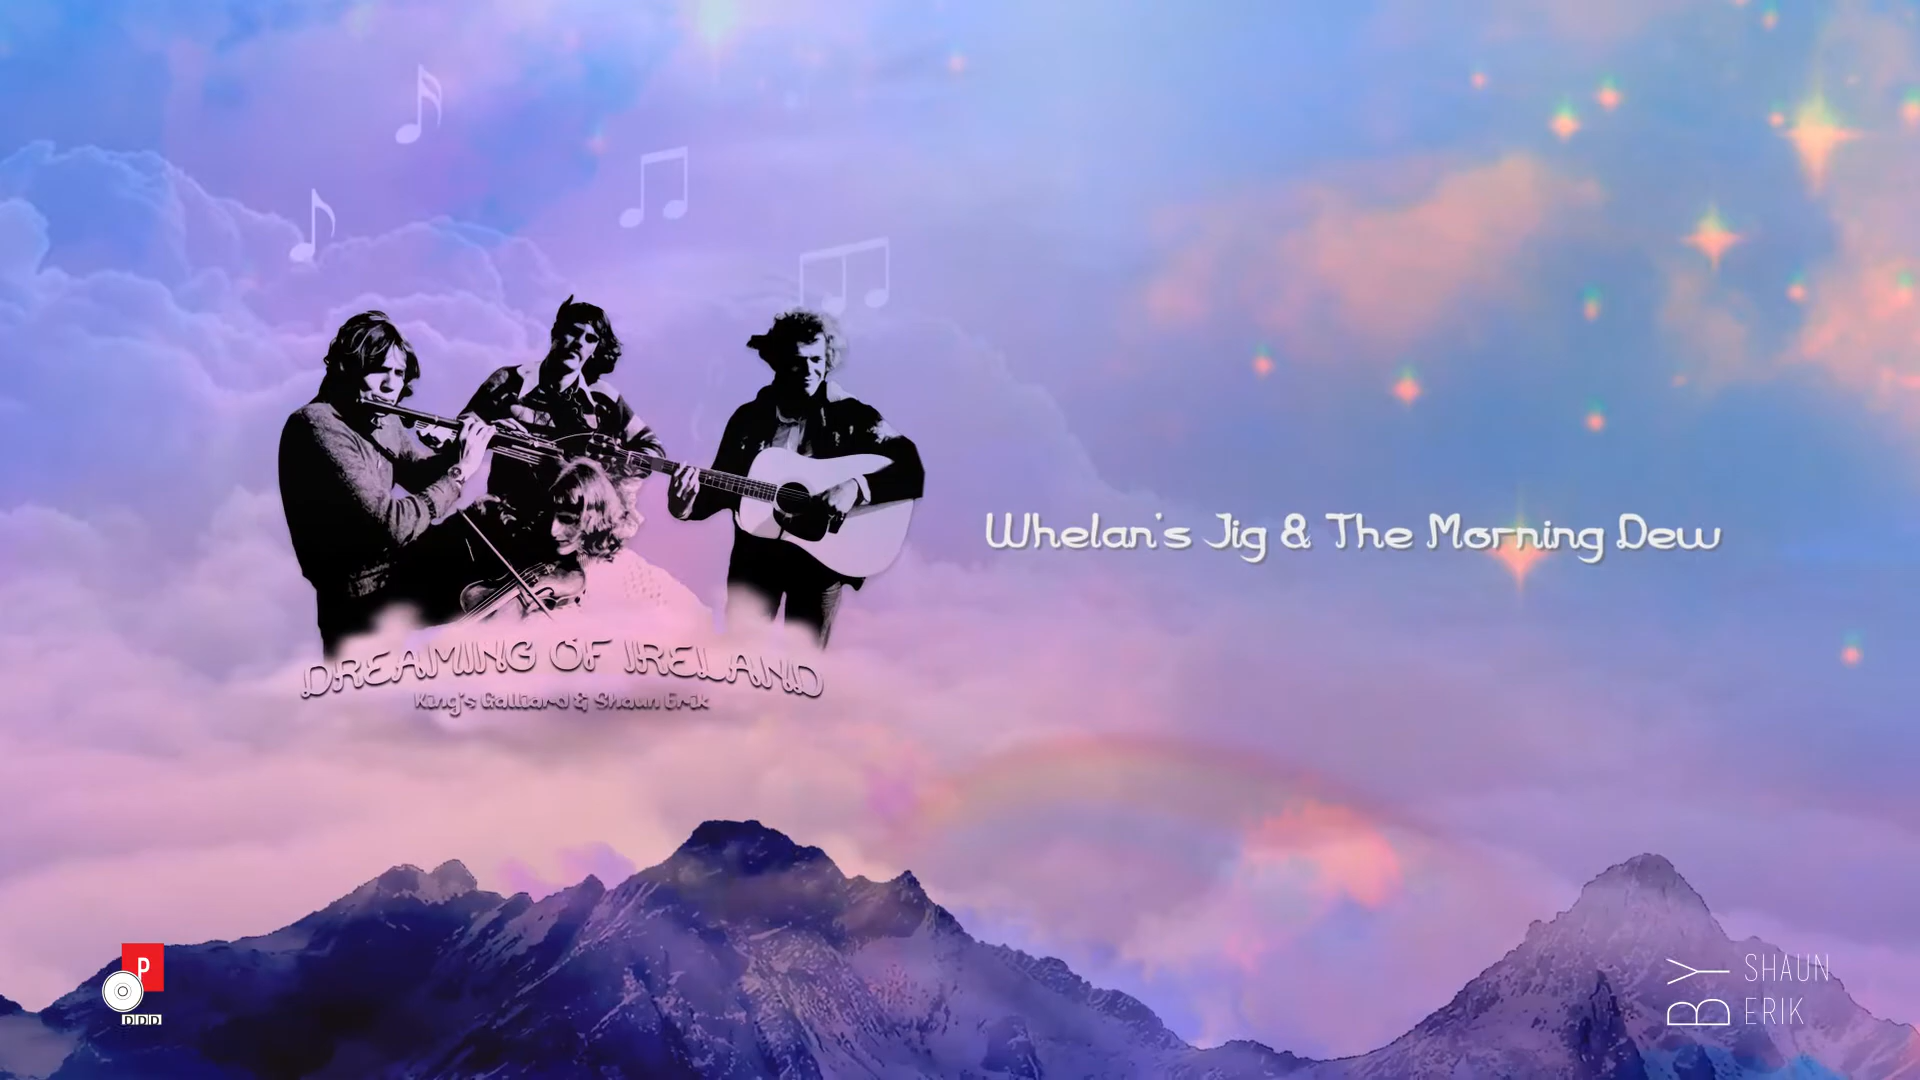 Whelan's Jig & The Morning Dew
DREAMING OF IRELAND
King's Galliard & Shaun Erik
P
DDD
BY
SHAUN
ERIK